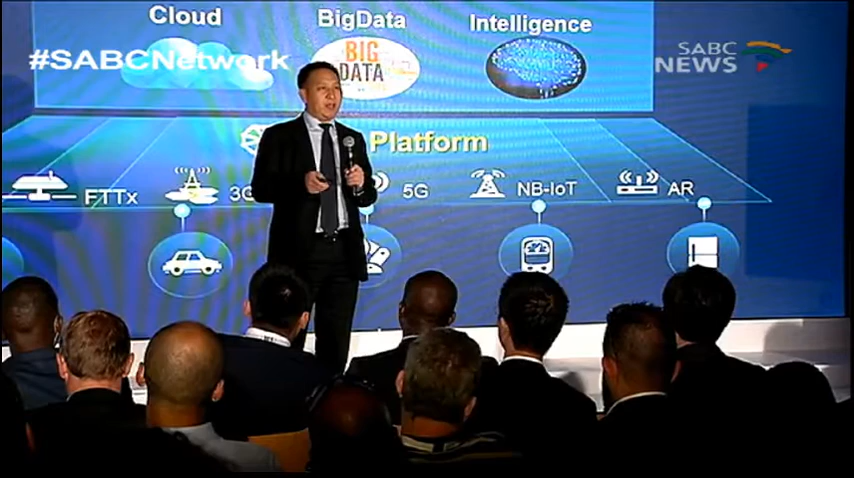 Cloud
BigData
Intelligence
#SABCNetwork
BIG
DATA
SABC
NEWS
Platform
FTTx
3G
5G
NB-IoT
AR